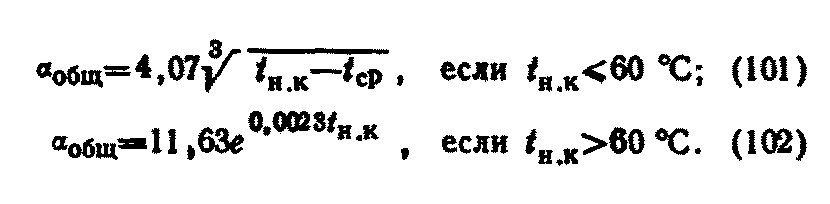 αобщ=4,07∛(tн.к−tср), если tн.к<60 °С; (101)
αобщ=11,63e^0,0023tн.к, если tн.к>60 °С. (102)